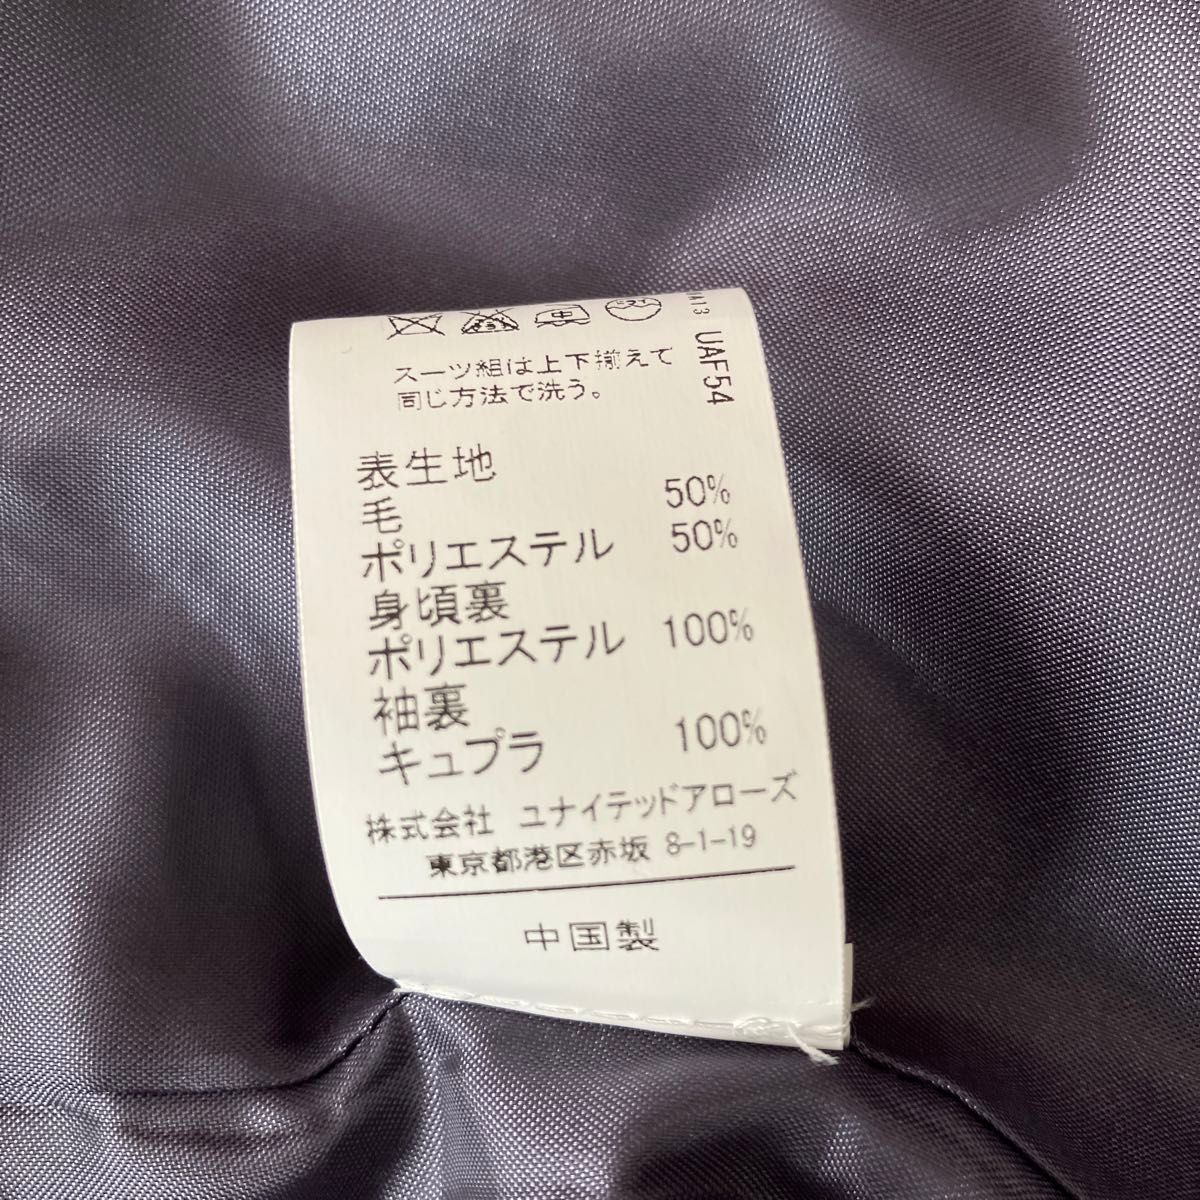 スーツ組は上下揃えて
同じ方法で洗う。
UAF54
表生地
毛 50%
ポリエステル 50%
身頃裏
ポリエステル 100%
袖裏
キュプラ 100%
株式会社 ユナイテッドアローズ
東京都港区赤坂 8-1-19
中国製